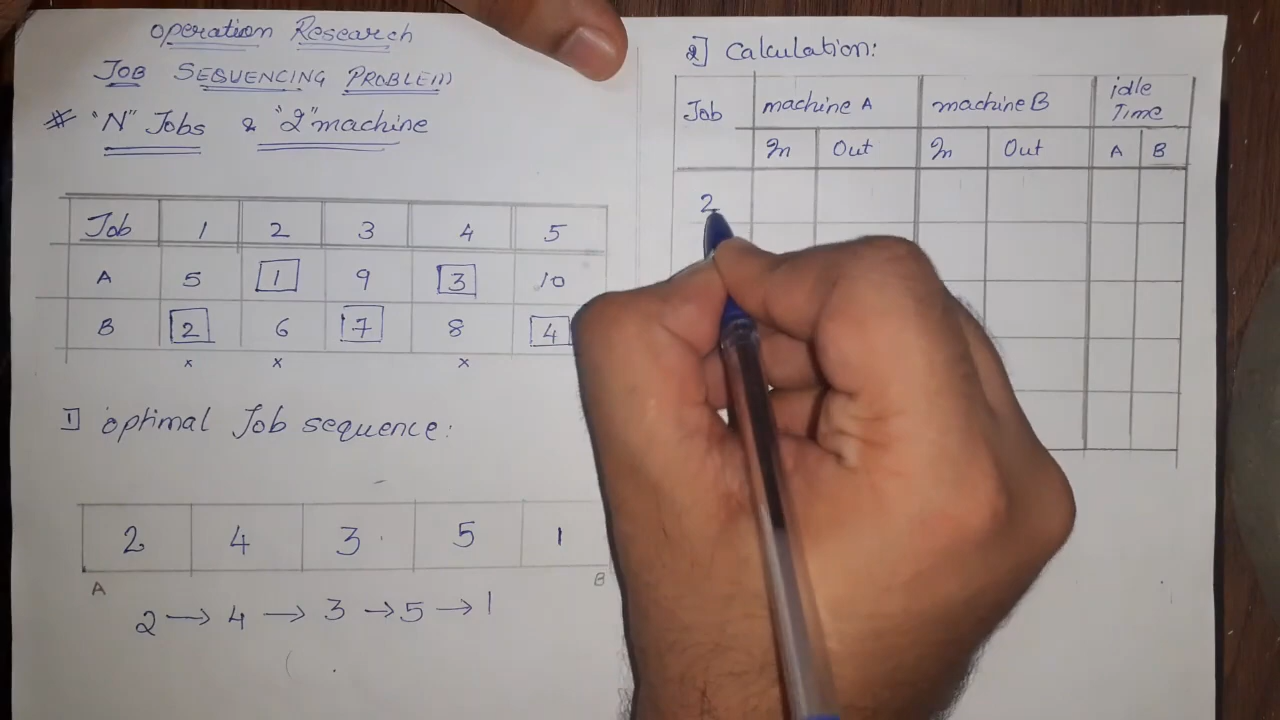 Operation Research
JOB SEQUENCING PROBLEM
# "N" Jobs & "2" machine
Job 1 2 3 4 5
A 5 1 9 3 10
B 2 6 7 8 4
x x x
1] Optimal Job sequence:
2 4 3 5 1
A B
2 → 4 → 3 → 5 → 1
2] Calculation:
Job machine A machine B idle Time
In Out In Out A B
2